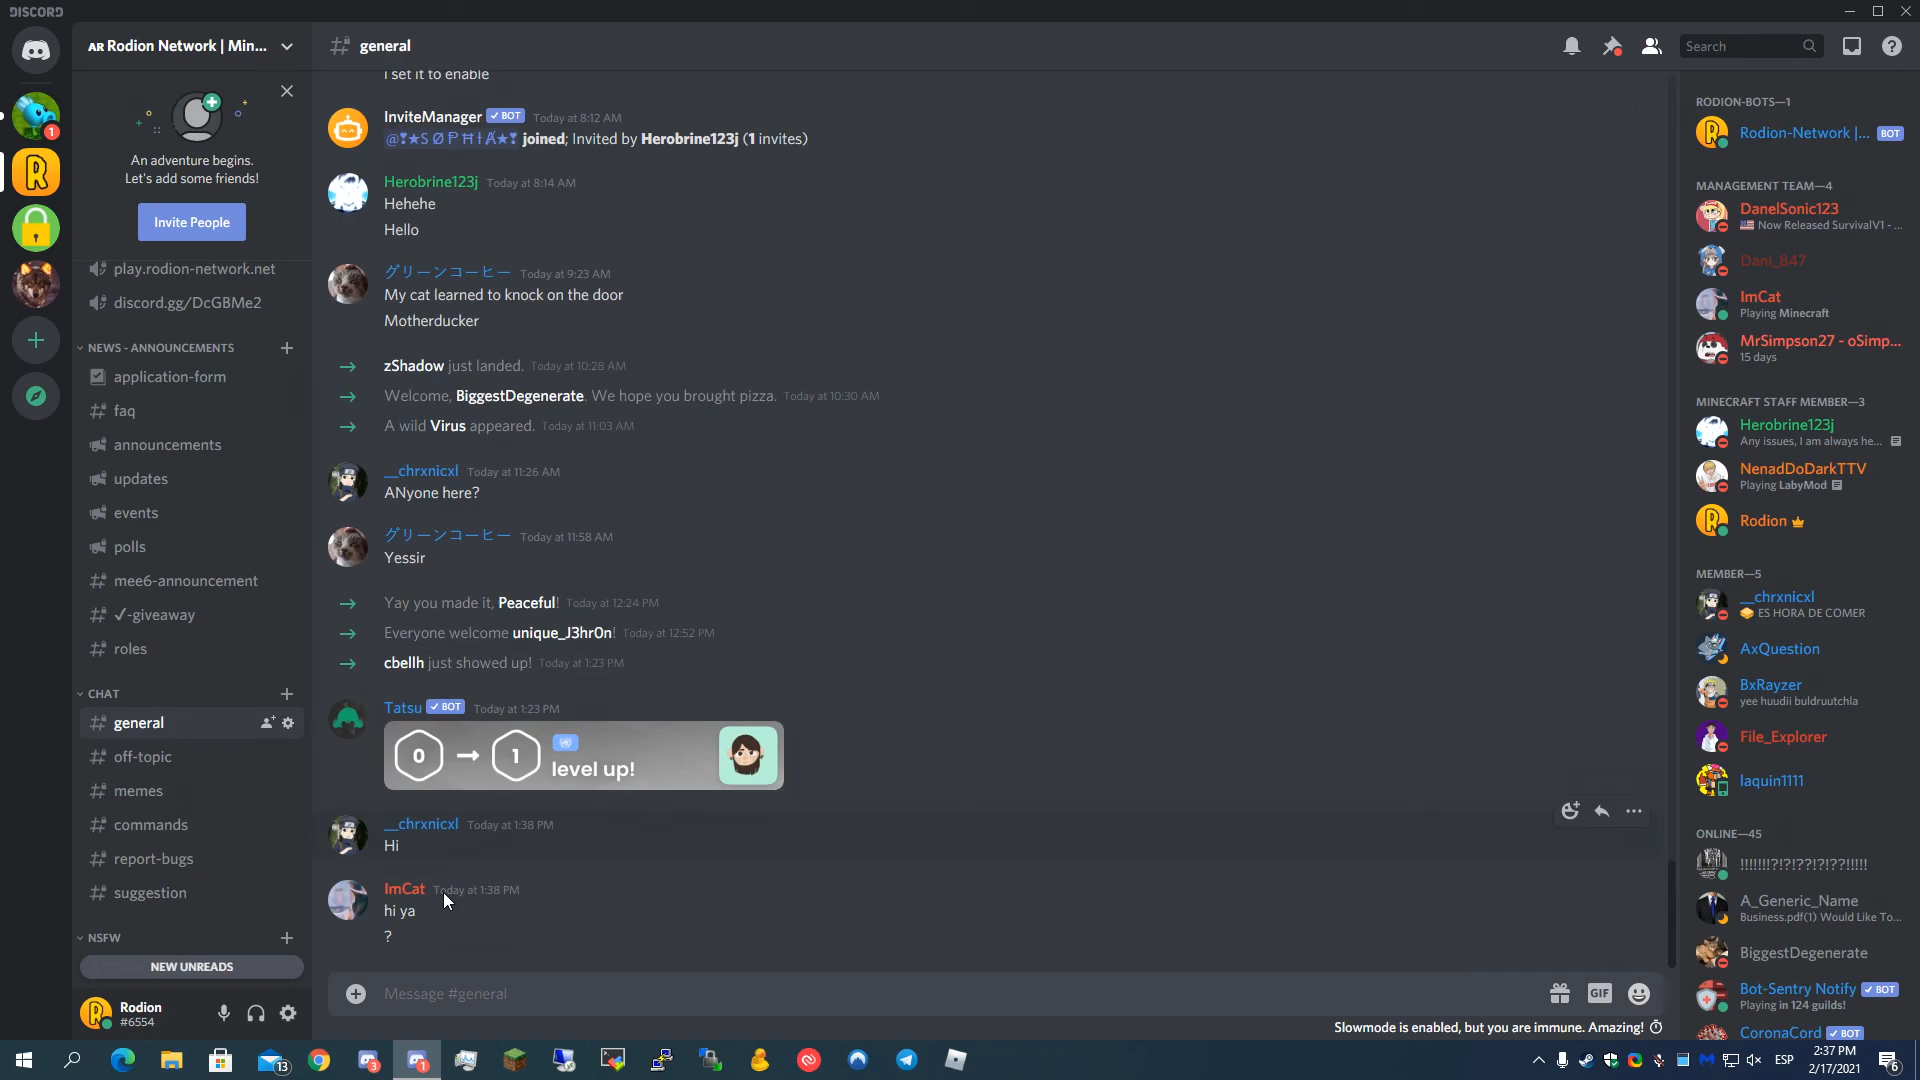 DISCORD
AR Rodion Network | Min...
general
Search
An adventure begins.
Let's add some friends!
Invite People
play.rodion-network.net
discord.gg/DcGBMe2
NEWS - ANNOUNCEMENTS
application-form
faq
announcements
updates
events
polls
mee6-announcement
✓-giveaway
roles
CHAT
general
off-topic
memes
commands
report-bugs
suggestion
NSFW
NEW UNREADS
Rodion
#6554
i set it to enable
InviteManager ✓ BOT Today at 8:12 AM
joined; Invited by Herobrine123j (1 invites)
Herobrine123j Today at 8:14 AM
Hehehe
Hello
グリーンコーヒー Today at 9:23 AM
My cat learned to knock on the door
Motherducker
zShadow just landed. Today at 10:28 AM
Welcome, BiggestDegenerate. We hope you brought pizza. Today at 10:30 AM
A wild Virus appeared. Today at 11:03 AM
__chrxnicxl Today at 11:26 AM
ANyone here?
グリーンコーヒー Today at 11:58 AM
Yessir
Yay you made it, Peaceful! Today at 12:24 PM
Everyone welcome unique_J3hr0n! Today at 12:52 PM
cbellh just showed up! Today at 1:23 PM
Tatsu ✓ BOT Today at 1:23 PM
0 → 1 level up!
__chrxnicxl Today at 1:38 PM
Hi
ImCat Today at 1:38 PM
hi ya
?
Message #general
GIF
Slowmode is enabled, but you are immune. Amazing!
RODION-BOTS—1
Rodion-Network |... BOT
MANAGEMENT TEAM—4
DanelSonic123
Now Released SurvivalV1 - ...
Dani_847
ImCat
Playing Minecraft
MrSimpson27 - oSimp...
15 days
MINECRAFT STAFF MEMBER—3
Herobrine123j
Any issues, I am always he...
NenadDoDarkTTV
Playing LabyMod
Rodion
MEMBER—5
__chrxnicxl
ES HORA DE COMER
AxQuestion
BxRayzer
yee huudii buldruutchla
File_Explorer
laquin1111
ONLINE—45
!!!!!!!?!?!??!?!??!!!!!
A_Generic_Name
Business.pdf(1) Would Like To...
BiggestDegenerate
Bot-Sentry Notify ✓ BOT
Playing in 124 guilds!
CoronaCord ✓ BOT
1
R
13
3
1
ESP
2:37 PM
2/17/2021
6